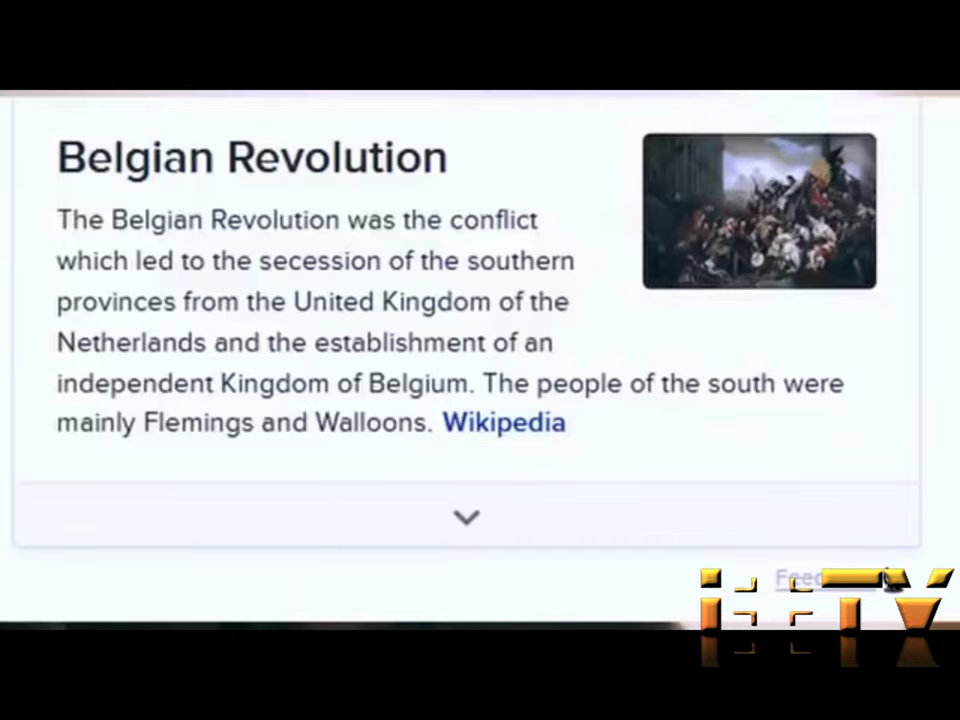 Belgian Revolution
The Belgian Revolution was the conflict
which led to the secession of the southern
provinces from the United Kingdom of the
Netherlands and the establishment of an
independent Kingdom of Belgium. The people of the south were
mainly Flemings and Walloons. Wikipedia